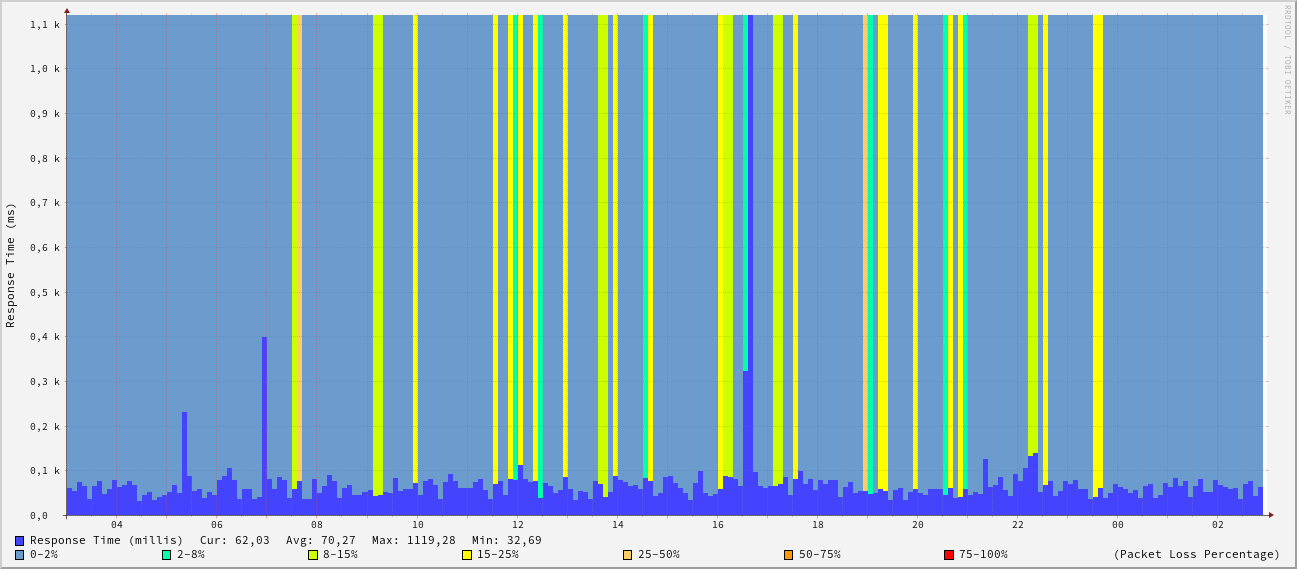 1,1 k
1,0 k
0,9 k
0,8 k
0,7 k
0,6 k
0,5 k
0,4 k
0,3 k
0,2 k
0,1 k
0,0
Response Time (ms)
RRDTOOL / TOBI OETIKER
04 06 08 10 12 14 16 18 20 22 00 02
Response Time (millis) Cur: 62,03 Avg: 70,27 Max: 1119,28 Min: 32,69
0-2% 2-8% 8-15% 15-25% 25-50% 50-75% 75-100% (Packet Loss Percentage)